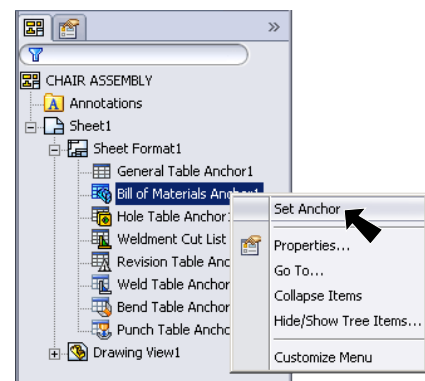 »
CHAIR ASSEMBLY
A Annotations
Sheet1
Sheet Format1
General Table Anchor1
Bill of Materials Anchor1
Hole Table Anchor
Weldment Cut List
Revision Table Anc
Weld Table Anchor
Bend Table Anchor
Punch Table Ancho
Drawing View1
Set Anchor
Properties...
Go To...
Collapse Items
Hide/Show Tree Items...
Customize Menu